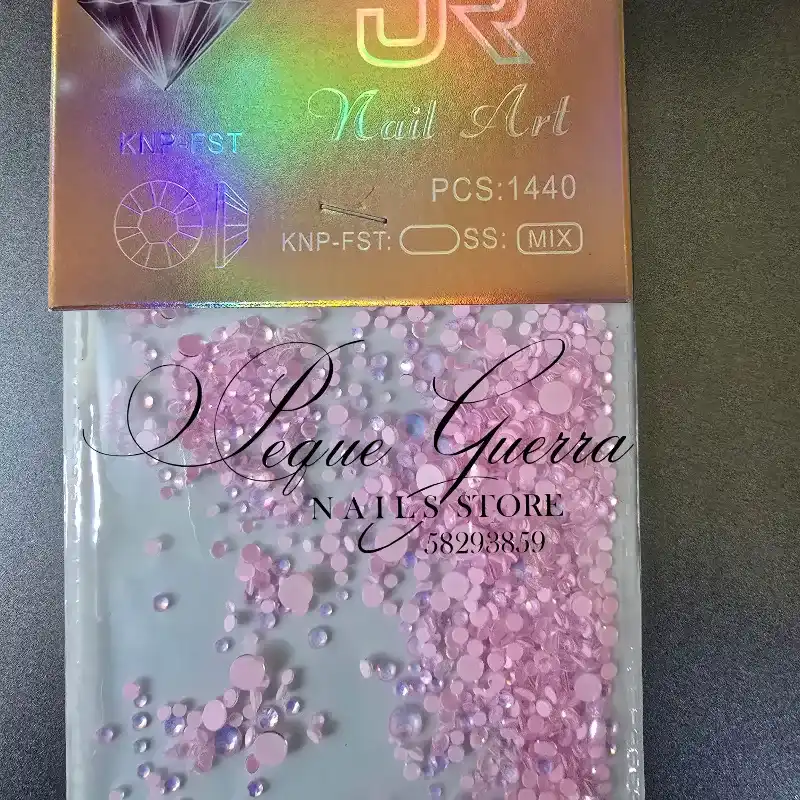 JR
Nail Art
KNP-FST
PCS:1440
KNP-FST: SS: MIX
Peque Guerra
NAILS STORE
58293859